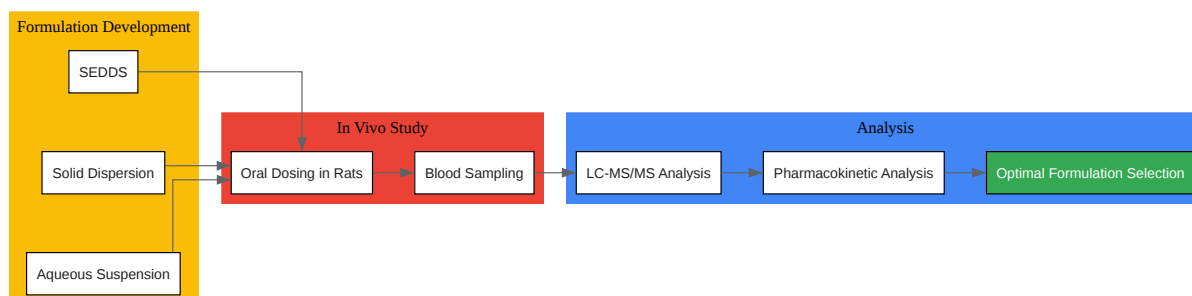 Formulation Development
SEDDS
Solid Dispersion
Aqueous Suspension
In Vivo Study
Oral Dosing in Rats
Blood Sampling
Analysis
LC-MS/MS Analysis
Pharmacokinetic Analysis
Optimal Formulation Selection